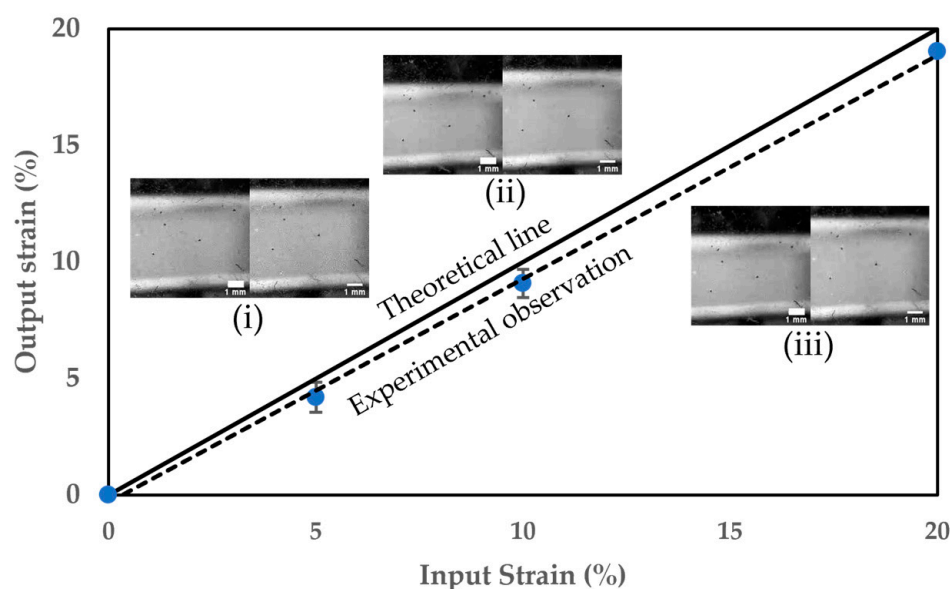 20
15
10
5
0
Output strain (%)
1 mm 1 mm
(ii)
1 mm 1 mm
(i)
Theoretical line
Experimental observation
1 mm 1 mm
(iii)
0 5 10 15 20
Input Strain (%)